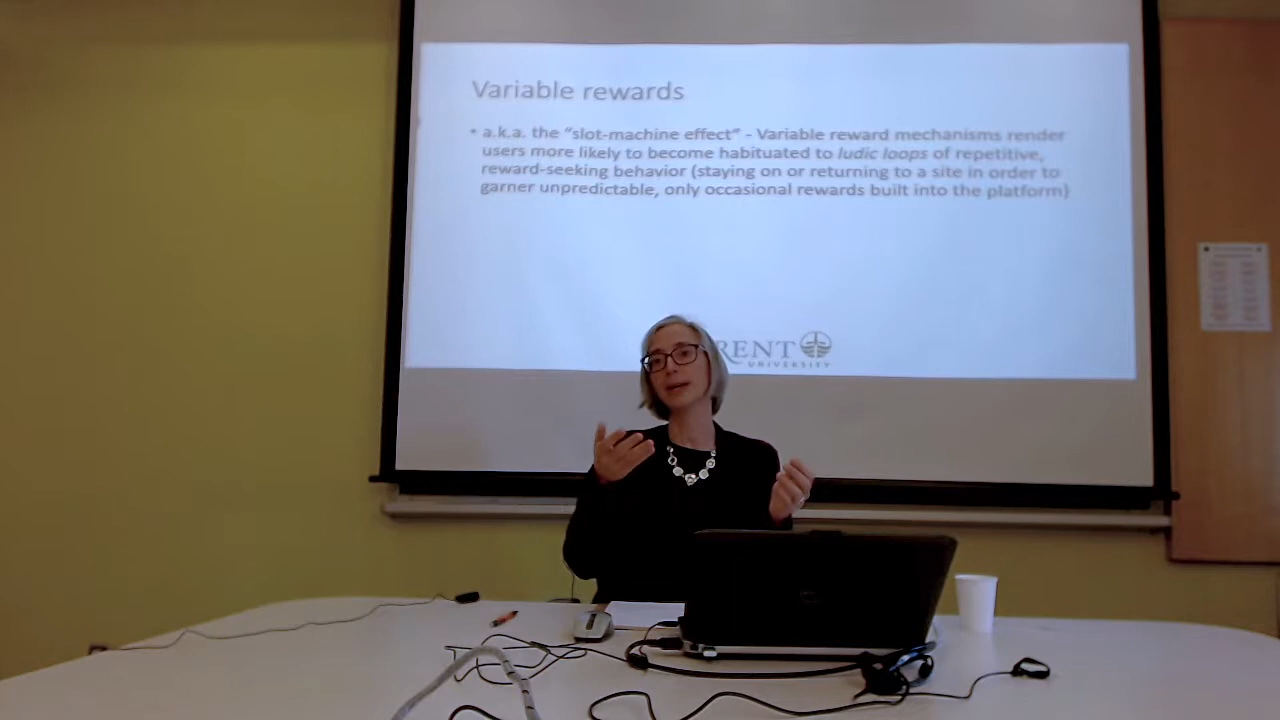 Variable rewards
• a.k.a. the “slot-machine effect” - Variable reward mechanisms render
users more likely to become habituated to ludic loops of repetitive,
reward-seeking behavior (staying on or returning to a site in order to
garner unpredictable, only occasional rewards built into the platform)
RENT
UNIVERSITY